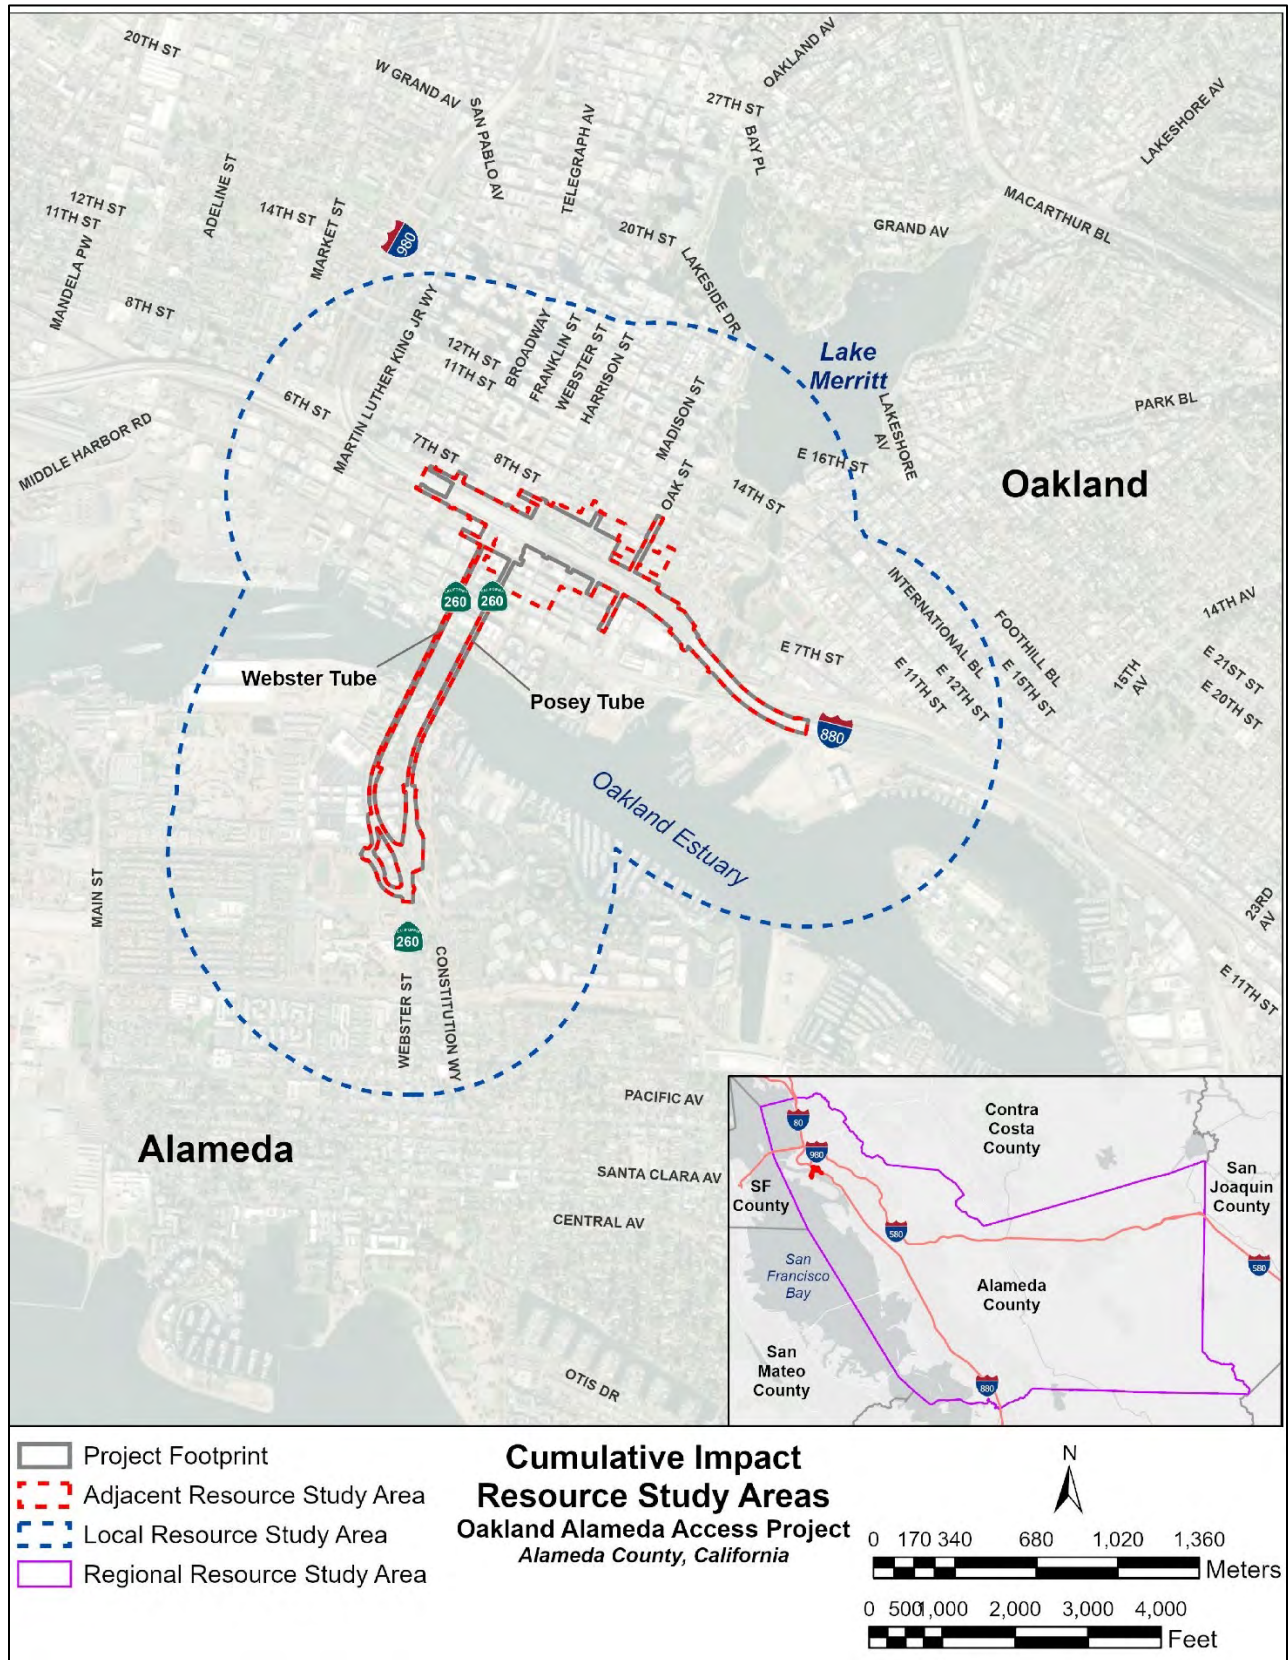 20TH ST
W GRAND AV
SAN PABLO AV
TELEGRAPH AV
27TH ST
OAKLAND AV
BAY PL
LAKESHORE AV
MACARTHUR BL
GRAND AV
12TH ST
11TH ST
MANDELA PW
ADELINE ST
14TH ST
MARKET ST
980
20TH ST
LAKESIDE DR
8TH ST
MARTIN LUTHER KING JR WY
12TH ST
11TH ST
BROADWAY
FRANKLIN ST
WEBSTER ST
HARRISON ST
MADISON ST
Lake
Merritt
LAKESHORE
AV
PARK BL
6TH ST
MIDDLE HARBOR RD
7TH ST
8TH ST
OAK ST
14TH ST
E 16TH ST
Oakland
260
260
Webster Tube
Posey Tube
E 7TH ST
INTERNATIONAL BL
FOOTHILL BL
E 11TH ST
E 12TH ST
E 15TH ST
15TH
AV
14TH AV
E 21ST ST
E 20TH ST
880
Oakland Estuary
MAIN ST
260
WEBSTER ST
CONSTITUTION WY
23RD
AV
E 11TH ST
PACIFIC AV
Alameda
SANTA CLARA AV
CENTRAL AV
OTIS DR
80
980
Contra
Costa
County
SF
County
San
Joaquin
County
580
580
San
Francisco
Bay
Alameda
County
San
Mateo
County
880
Project Footprint
Adjacent Resource Study Area
Local Resource Study Area
Regional Resource Study Area
Cumulative Impact
Resource Study Areas
Oakland Alameda Access Project
Alameda County, California
N
0 170 340 680 1,020 1,360
Meters
0 500 1,000 2,000 3,000 4,000
Feet